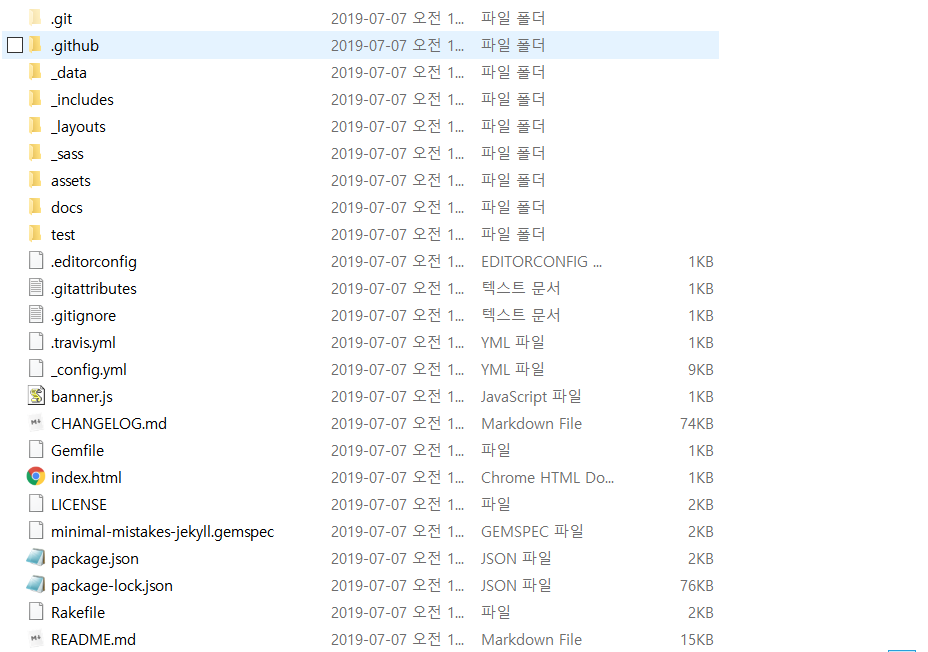 .git 2019-07-07 오전 1... 파일 폴더
.github 2019-07-07 오전 1... 파일 폴더
_data 2019-07-07 오전 1... 파일 폴더
_includes 2019-07-07 오전 1... 파일 폴더
_layouts 2019-07-07 오전 1... 파일 폴더
_sass 2019-07-07 오전 1... 파일 폴더
assets 2019-07-07 오전 1... 파일 폴더
docs 2019-07-07 오전 1... 파일 폴더
test 2019-07-07 오전 1... 파일 폴더
.editorconfig 2019-07-07 오전 1... EDITORCONFIG ... 1KB
.gitattributes 2019-07-07 오전 1... 텍스트 문서 1KB
.gitignore 2019-07-07 오전 1... 텍스트 문서 1KB
.travis.yml 2019-07-07 오전 1... YML 파일 1KB
_config.yml 2019-07-07 오전 1... YML 파일 9KB
banner.js 2019-07-07 오전 1... JavaScript 파일 1KB
CHANGELOG.md 2019-07-07 오전 1... Markdown File 74KB
Gemfile 2019-07-07 오전 1... 파일 1KB
index.html 2019-07-07 오전 1... Chrome HTML Do... 1KB
LICENSE 2019-07-07 오전 1... 파일 2KB
minimal-mistakes-jekyll.gemspec 2019-07-07 오전 1... GEMSPEC 파일 2KB
package.json 2019-07-07 오전 1... JSON 파일 2KB
package-lock.json 2019-07-07 오전 1... JSON 파일 76KB
Rakefile 2019-07-07 오전 1... 파일 2KB
README.md 2019-07-07 오전 1... Markdown File 15KB